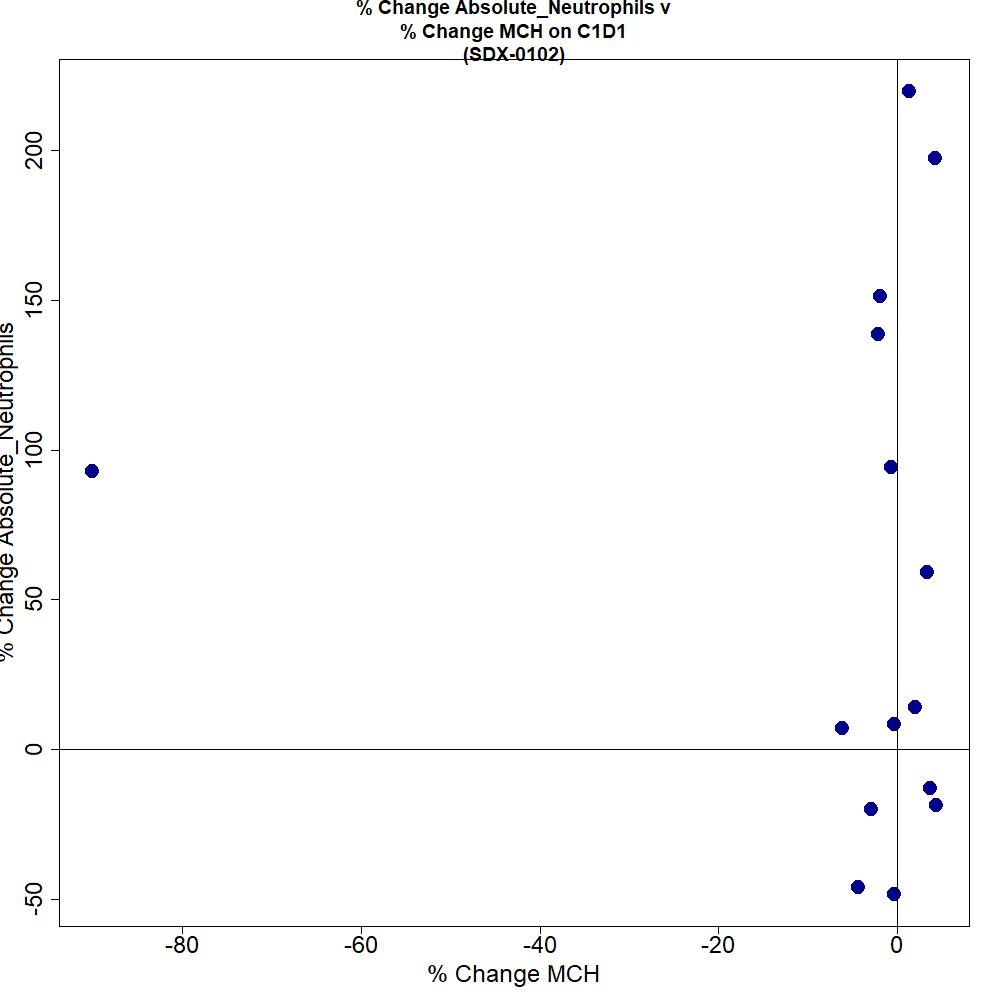 % Change Absolute_Neutrophils v
% Change MCH on C1D1
(SDX-0102)
% Change Absolute_Neutrophils
200
150
100
50
0
-50
-80
-60
-40
-20
0
% Change MCH